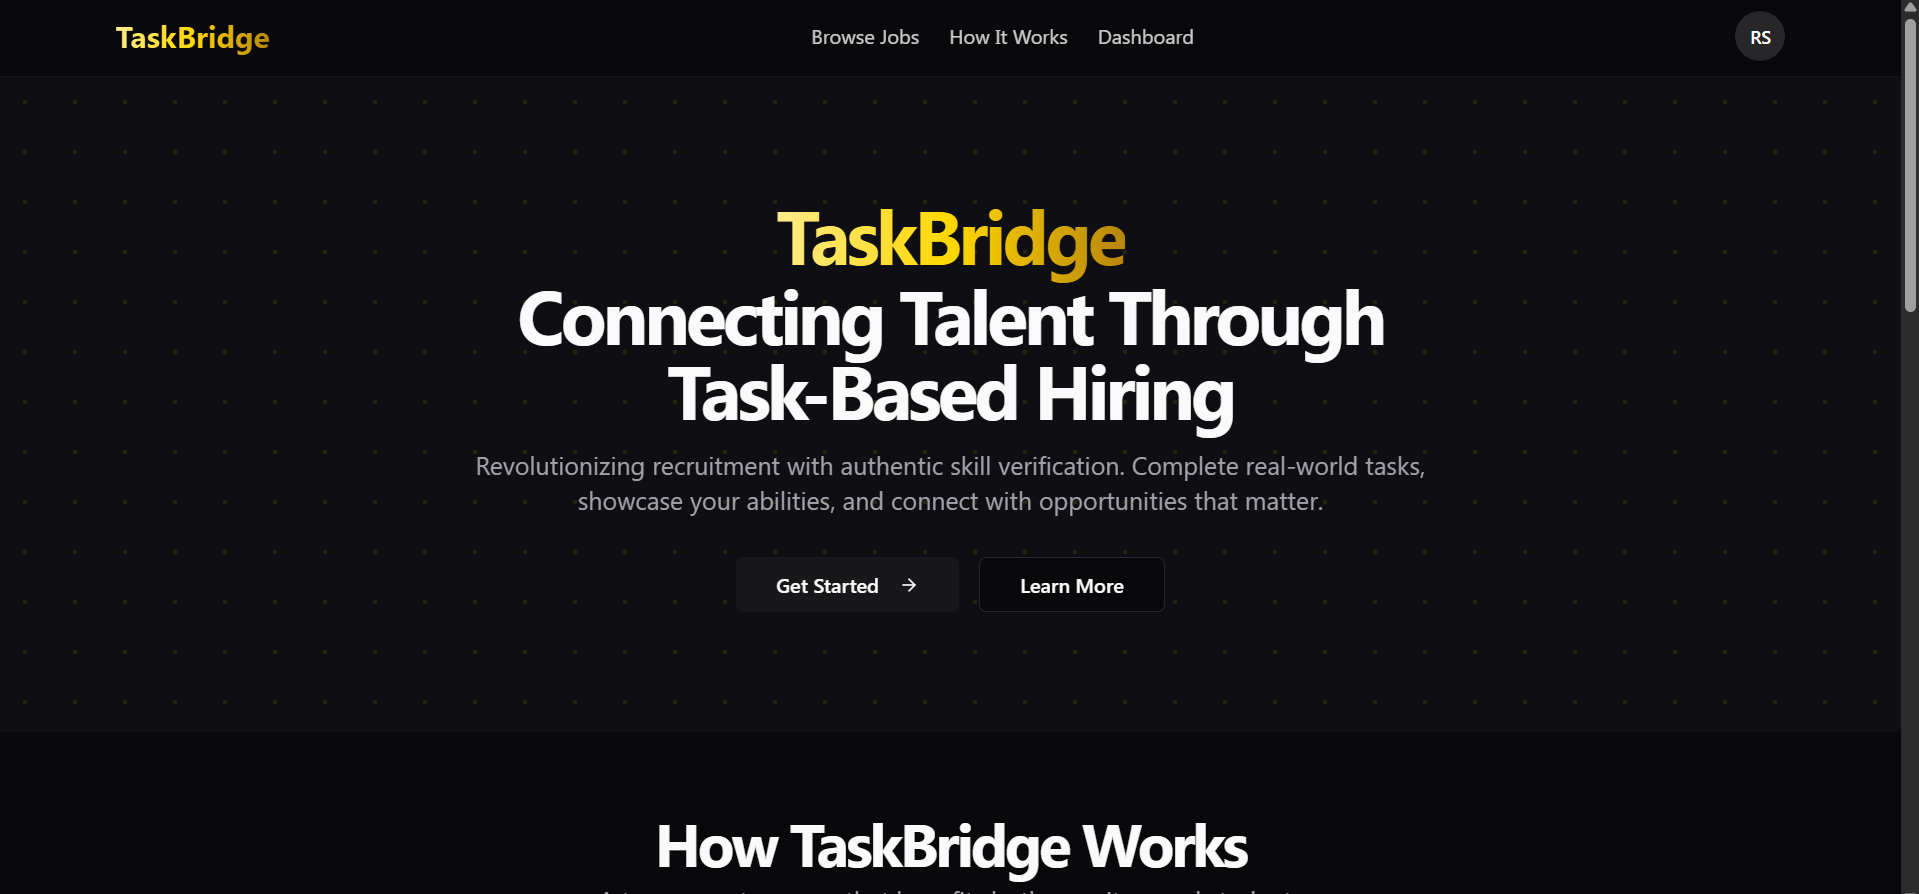 TaskBridge
Browse Jobs
How It Works
Dashboard
RS
TaskBridge
Connecting Talent Through
Task-Based Hiring
Revolutionizing recruitment with authentic skill verification. Complete real-world tasks,
showcase your abilities, and connect with opportunities that matter.
Get Started
Learn More
How TaskBridge Works